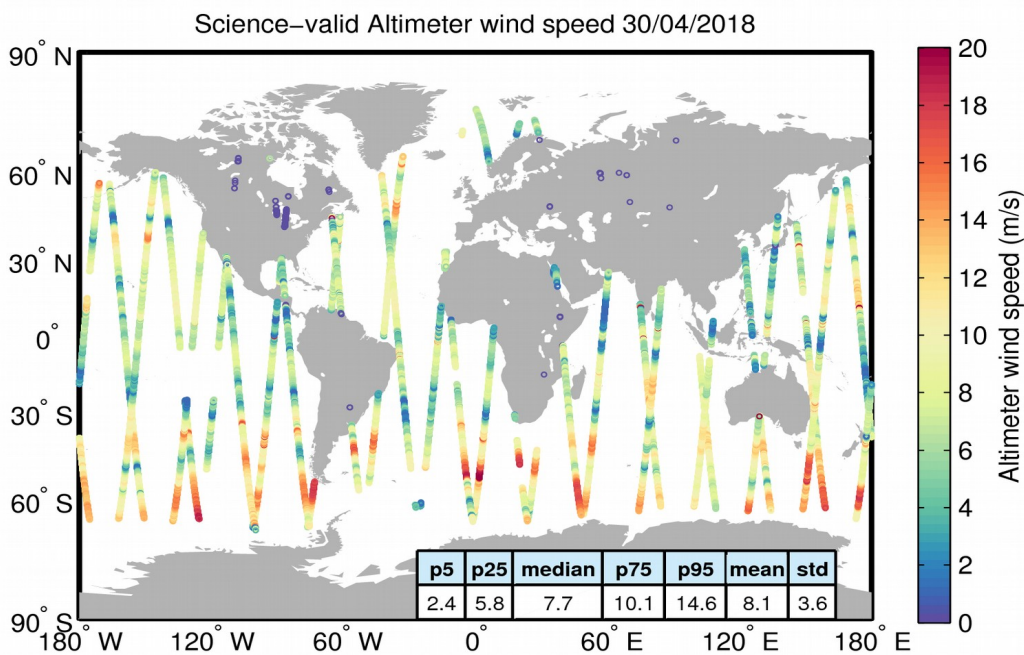 Science−valid Altimeter wind speed 30/04/2018
90° N
60° N
30° N
0°
30° S
60° S
90° S
180° W
120° W
60° W
0°
60° E
120° E
180° E
p5 p25 median p75 p95 mean std
2.4 5.8 7.7 10.1 14.6 8.1 3.6
20
18
16
14
12
10
8
6
4
2
0
Altimeter wind speed (m/s)